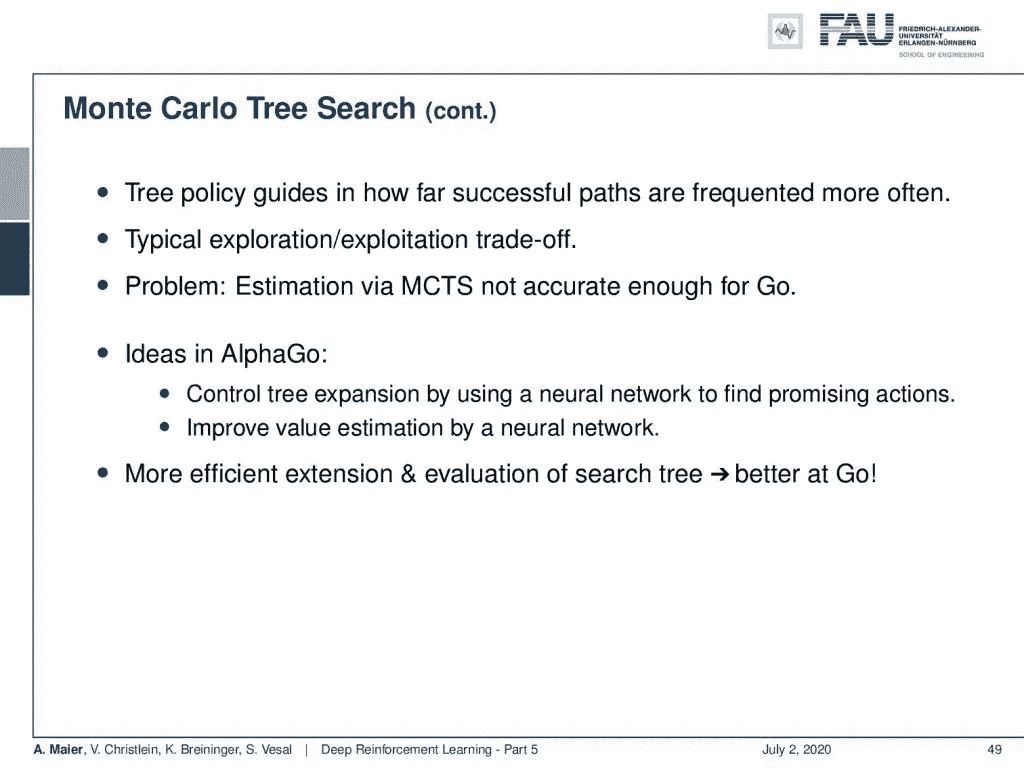 FAU
FRIEDRICH-ALEXANDER-
UNIVERSITÄT
ERLANGEN-NÜRNBERG
SCHOOL OF ENGINEERING
Monte Carlo Tree Search (cont.)
• Tree policy guides in how far successful paths are frequented more often.
• Typical exploration/exploitation trade-off.
• Problem: Estimation via MCTS not accurate enough for Go.
• Ideas in AlphaGo:
• Control tree expansion by using a neural network to find promising actions.
• Improve value estimation by a neural network.
• More efficient extension & evaluation of search tree ➔ better at Go!
A. Maier, V. Christlein, K. Breininger, S. Vesal | Deep Reinforcement Learning - Part 5 July 2, 2020 49